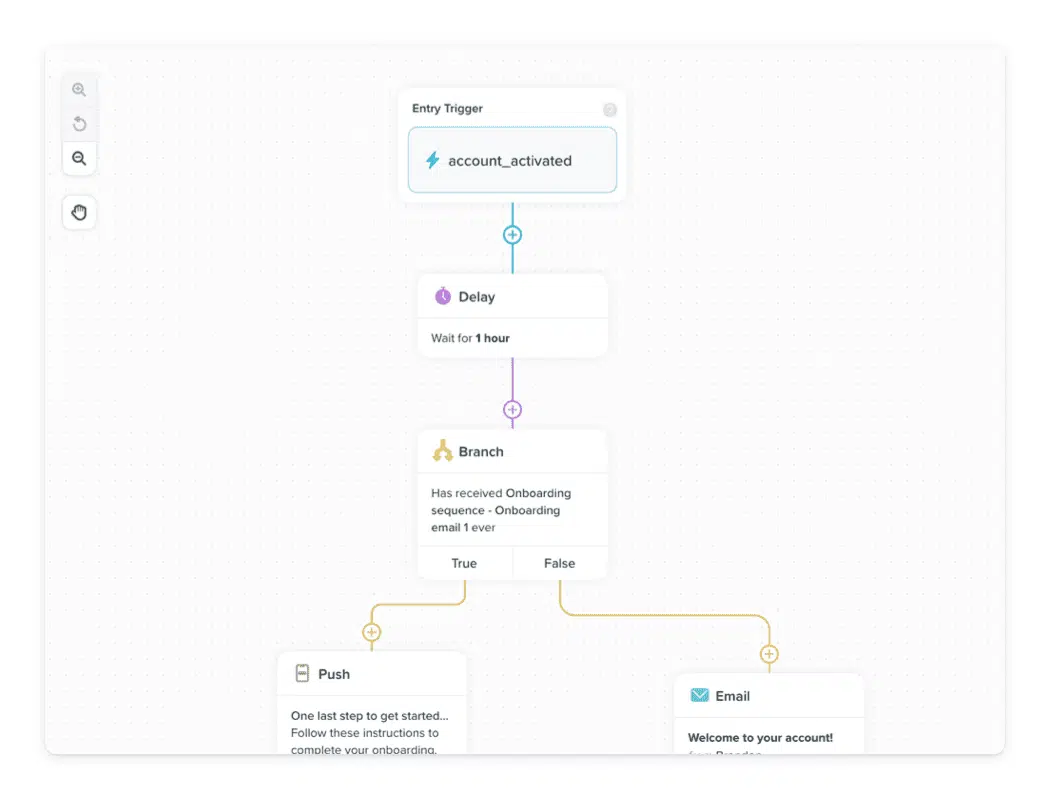 Entry Trigger
account_activated
Delay
Wait for 1 hour
Branch
Has received Onboarding
sequence - Onboarding
email 1 ever
True False
Push
One last step to get started...
Follow these instructions to
complete your onboarding.
Email
Welcome to your account!